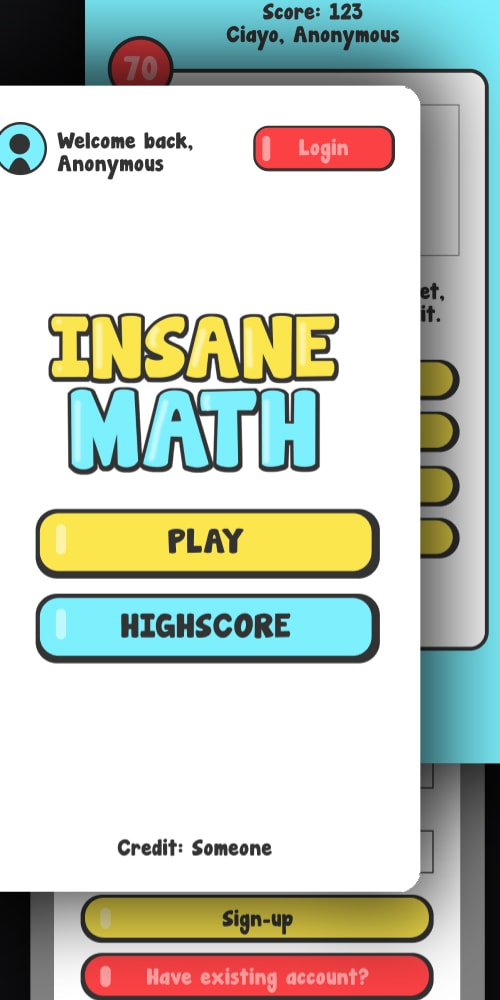 Score: 123
Ciayo, Anonymous
70
Welcome back,
Anonymous
Login
et,
it.
INSANE
MATH
PLAY
HIGHSCORE
Credit: Someone
Sign-up
Have existing account?